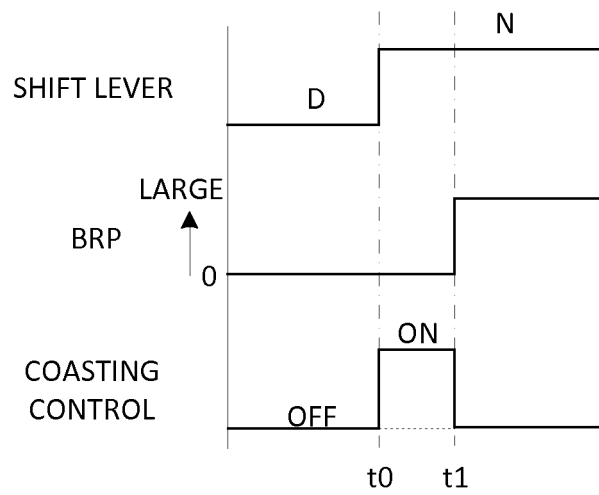 N
SHIFT LEVER
D
LARGE
BRP
0
ON
COASTING
CONTROL
OFF
t0
t1